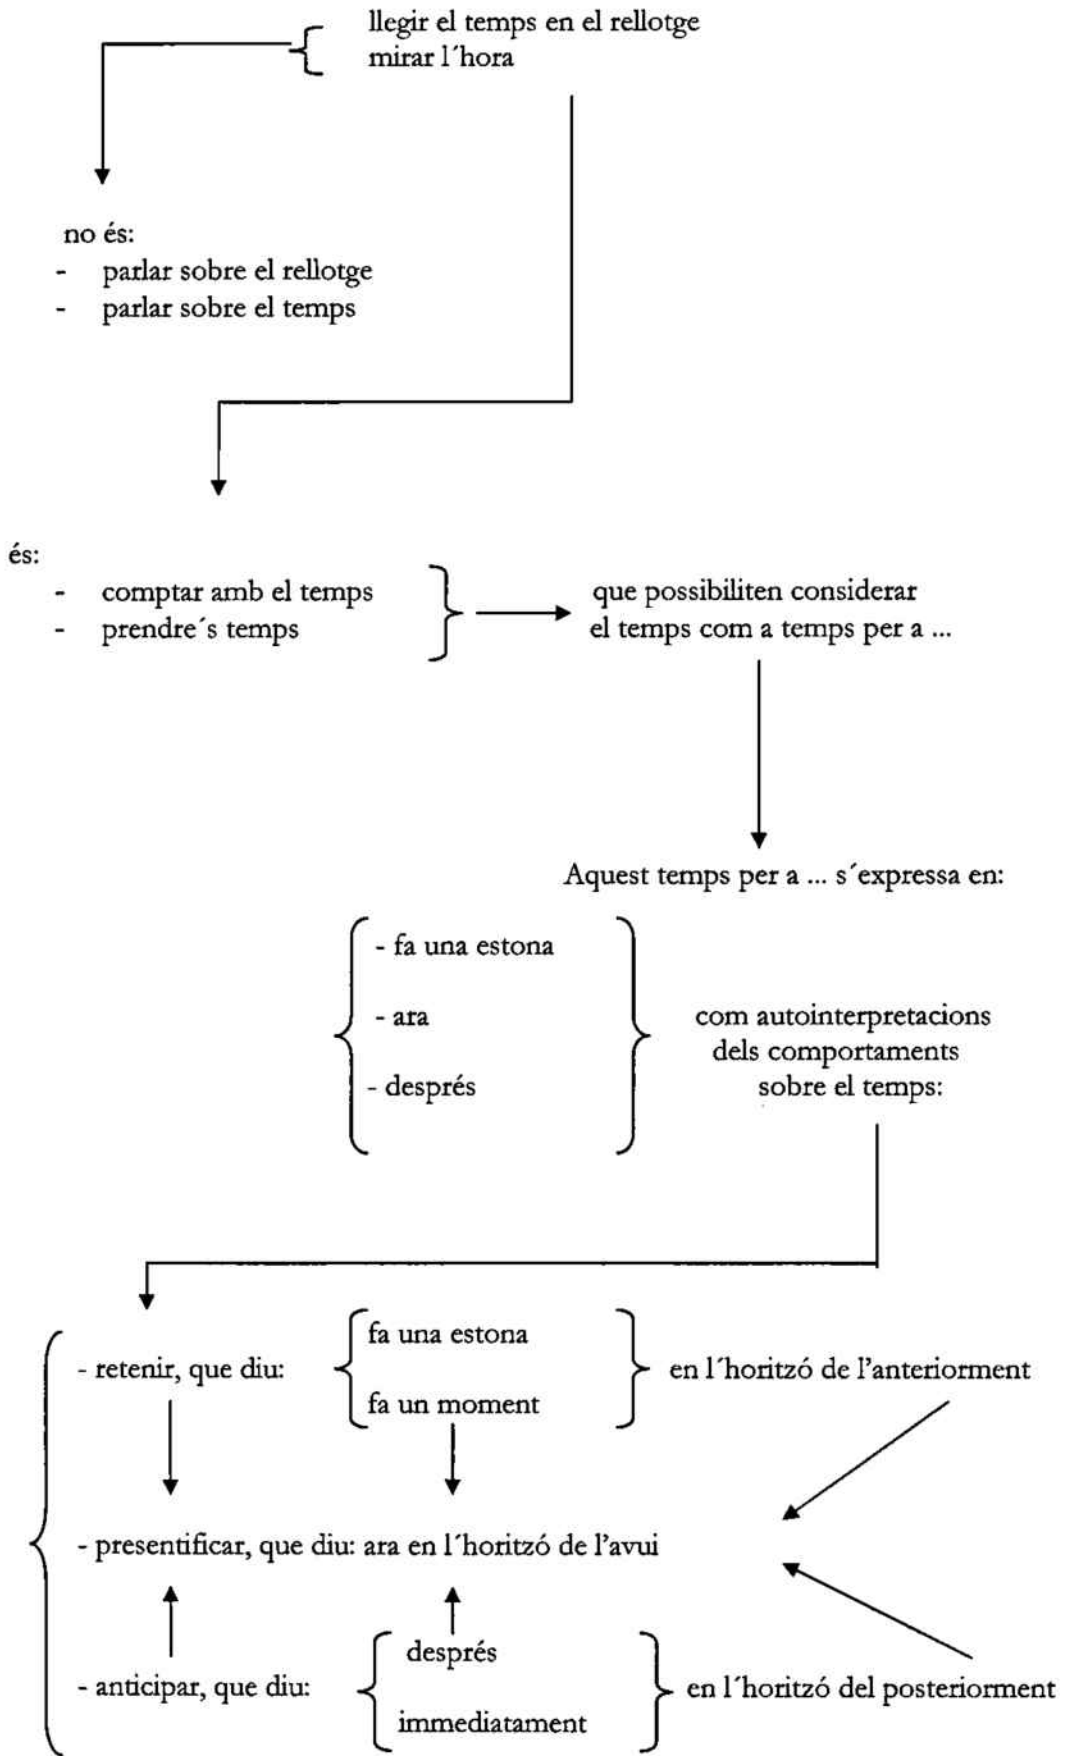 llegir el temps en el rellotge
mirar l´hora
no és:
- parlar sobre el rellotge
- parlar sobre el temps
és:
- comptar amb el temps
- prendre´s temps
que possibiliten considerar
el temps com a temps per a ...
Aquest temps per a ... s´expressa en:
- fa una estona
- ara
- després
com autointerpretacions
dels comportaments
sobre el temps:
- retenir, que diu:
fa una estona
fa un moment
en l´horitzó de l'anteriorment
- presentificar, que diu: ara en l´horitzó de l'avui
- anticipar, que diu:
després
immediatament
en l´horitzó del posteriorment